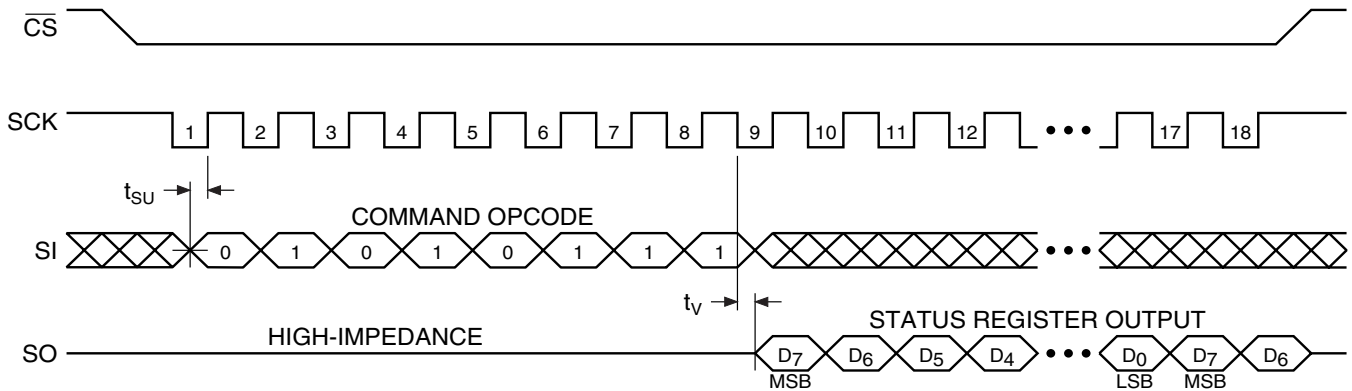 CS
SCK 1 2 3 4 5 6 7 8 9 10 11 12 ••• 17 18
tSU
COMMAND OPCODE
SI 0 1 0 1 0 1 1 1 •••
tV
HIGH-IMPEDANCE
STATUS REGISTER OUTPUT
SO D7 D6 D5 D4 ••• D0 D7 D6
MSB LSB MSB